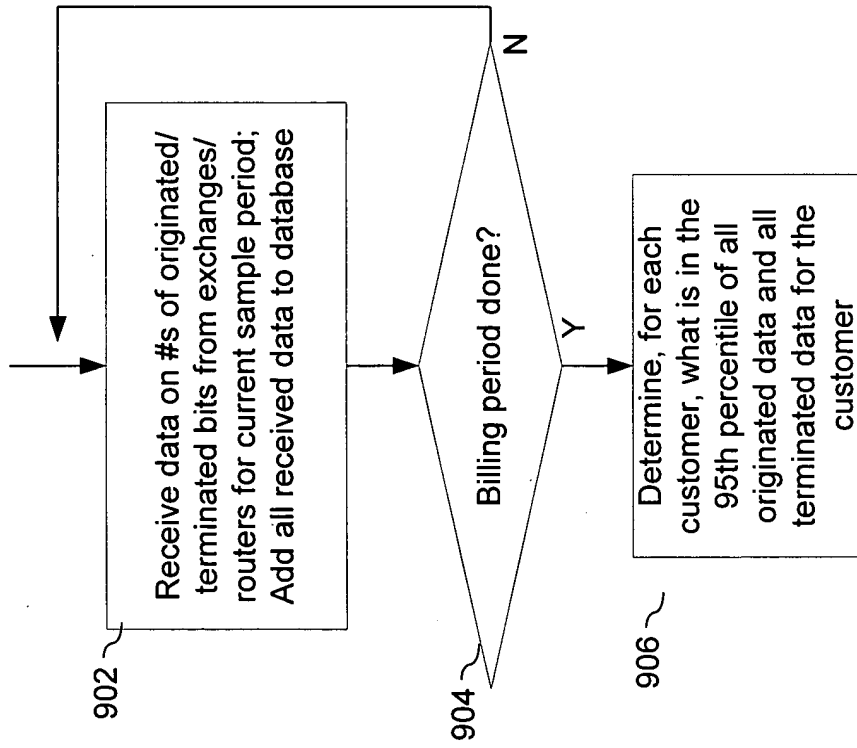 902
Receive data on #s of originated/
terminated bits from exchanges/
routers for current sample period;
Add all received data to database
904
Billing period done?
N
Y
906
Determine, for each
customer, what is in the
95th percentile of all
originated data and all
terminated data for the
customer